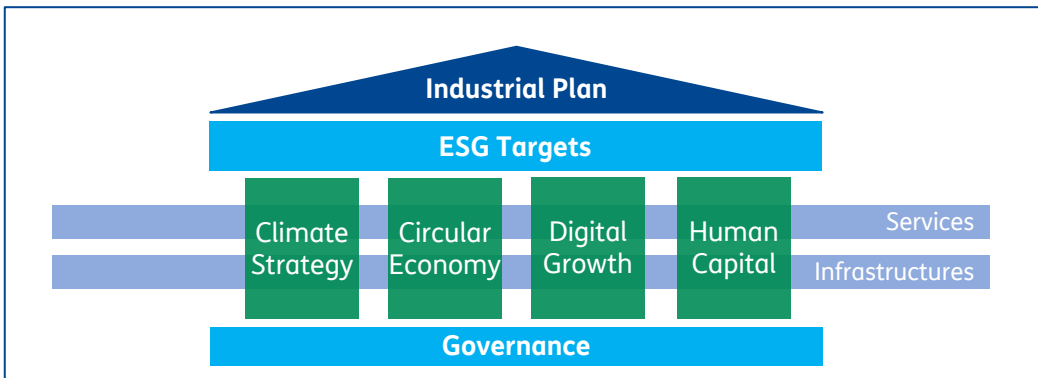 Industrial Plan
ESG Targets
Climate
Strategy
Circular
Economy
Digital
Growth
Human
Capital
Services
Infrastructures
Governance